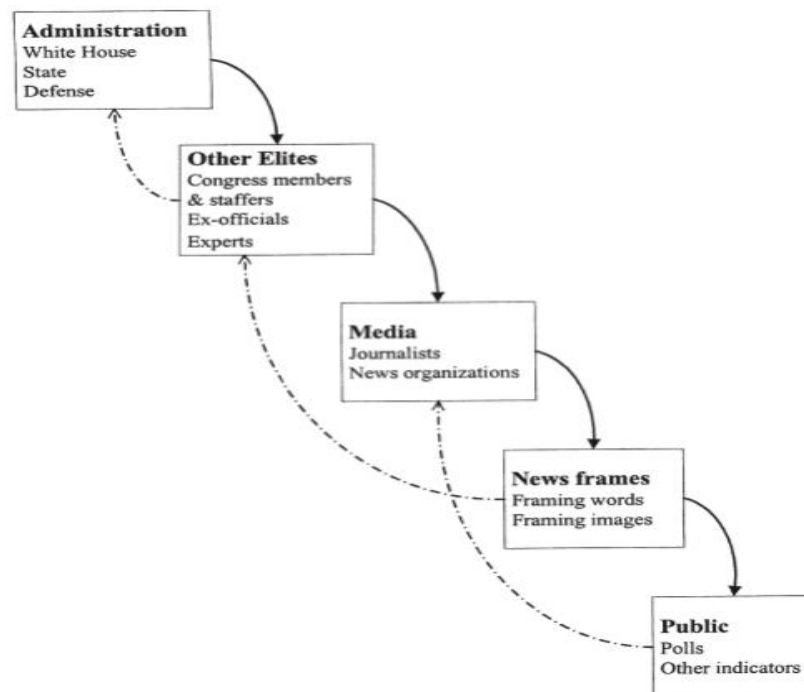 Administration
White House
State
Defense
Other Elites
Congress members
& staffers
Ex-officials
Experts
Media
Journalists
News organizations
News frames
Framing words
Framing images
Public
Polls
Other indicators